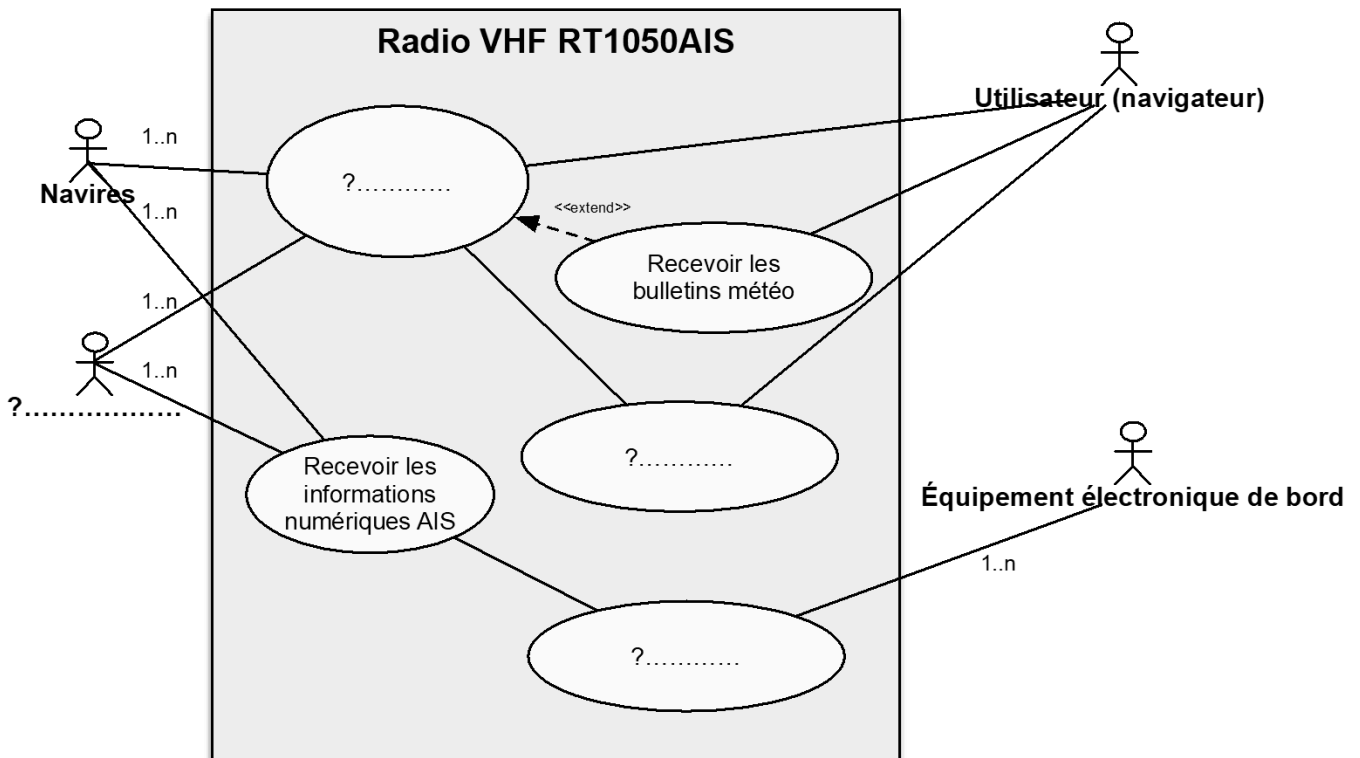 Radio VHF RT1050AIS
Utilisateur (navigateur)
1..n
Navires
?…………
1..n
<<extend>>
Recevoir les
bulletins météo
1..n
1..n
?………………
?…………
Recevoir les
informations
numériques AIS
Équipement électronique de bord
1..n
?…………